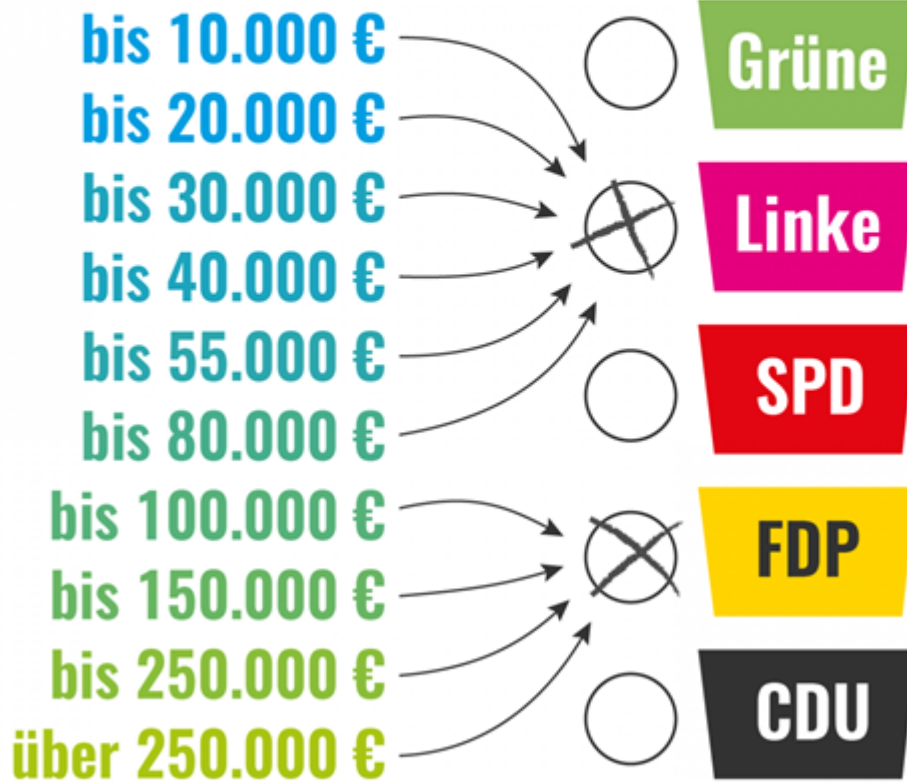 bis 10.000 €
bis 20.000 €
bis 30.000 €
bis 40.000 €
bis 55.000 €
bis 80.000 €
bis 100.000 €
bis 150.000 €
bis 250.000 €
über 250.000 €
Grüne
Linke
SPD
FDP
CDU